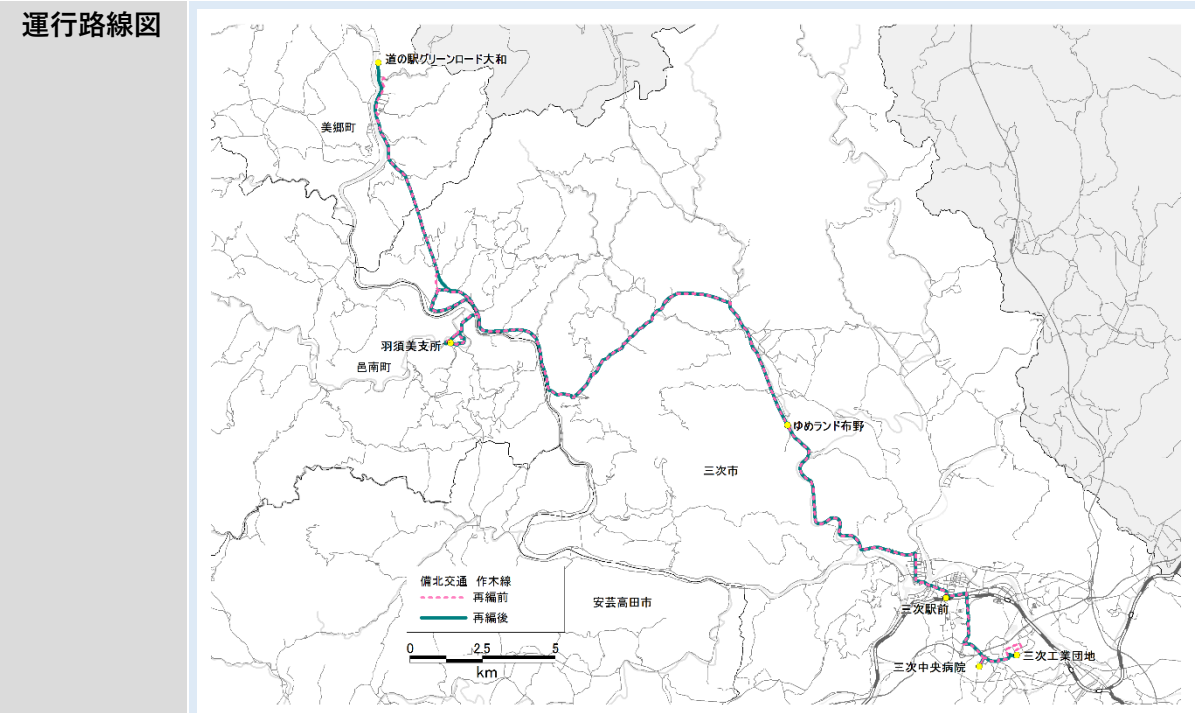 運行路線図
道の駅グリーンロード大和
美郷町
羽須美支所
邑南町
ゆめランド布野
三次市
備北交通 作木線
再編前
再編後
安芸高田市
三次駅前
0 2.5 5
km
三次中央病院
三次工業団地